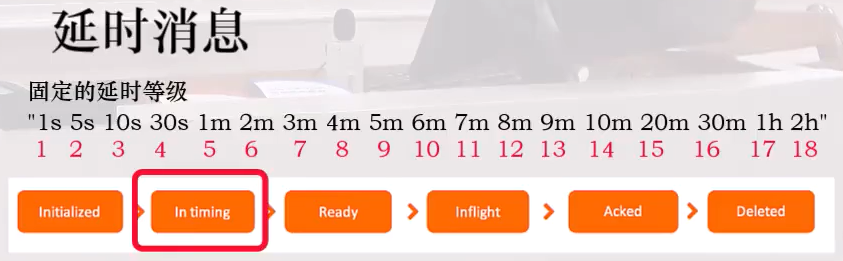 延时消息
固定的延时等级
"1s 5s 10s 30s 1m 2m 3m 4m 5m 6m 7m 8m 9m 10m 20m 30m 1h 2h"
1 2 3 4 5 6 7 8 9 10 11 12 13 14 15 16 17 18
Initialized In timing Ready Inflight Acked Deleted